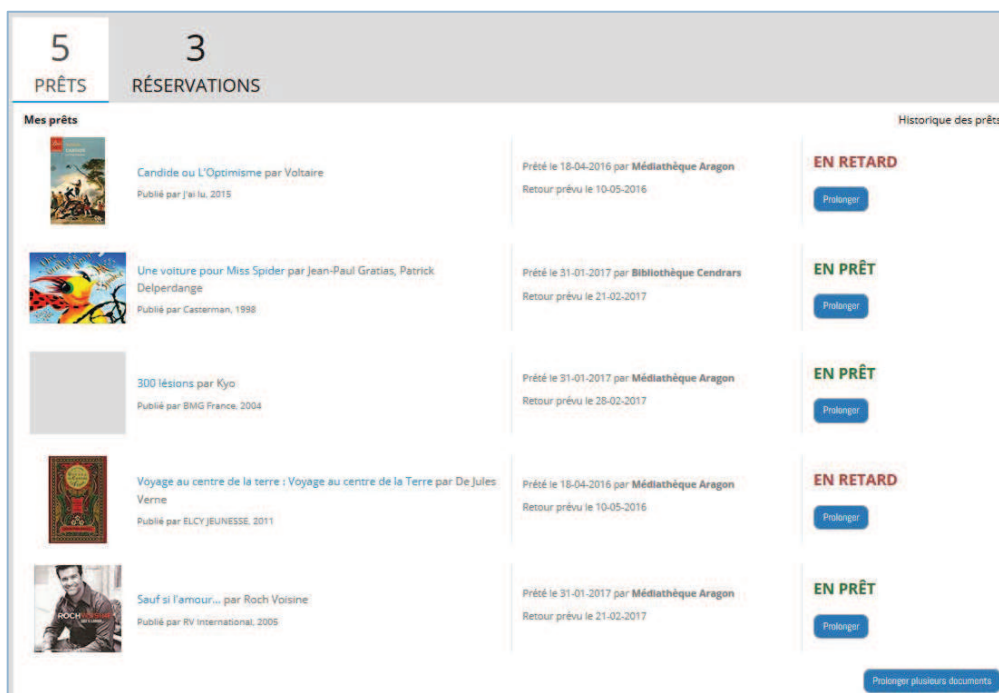 5
3
PRÊTS
RÉSERVATIONS
Mes prêts
Historique des prêts
Candide ou L'Optimisme par Voltaire
Publié par J'ai lu, 2015
Prété le 18-04-2016 par Médiathèque Aragon
Retour prévu le 10-05-2016
EN RETARD
Prolonger
Une voiture pour Miss Spider par Jean-Paul Gratias, Patrick
Delperdange
Publié par Casterman, 1998
Prété le 31-01-2017 par Bibliothèque Cendrars
Retour prévu le 21-02-2017
EN PRÊT
Prolonger
300 lésions par Kyo
Publié par BMG France, 2004
Prété le 31-01-2017 par Médiathèque Aragon
Retour prévu le 28-02-2017
EN PRÊT
Prolonger
Voyage au centre de la terre : Voyage au centre de la Terre par De Jules
Verne
Publié par ELCY JEUNESSE, 2011
Prété le 18-04-2016 par Médiathèque Aragon
Retour prévu le 10-05-2016
EN RETARD
Prolonger
ROCH VOISINE
Sauf si l'amour... par Roch Voisine
Publié par RV International, 2005
Prété le 31-01-2017 par Médiathèque Aragon
Retour prévu le 21-02-2017
EN PRÊT
Prolonger
Prolonger plusieurs documents